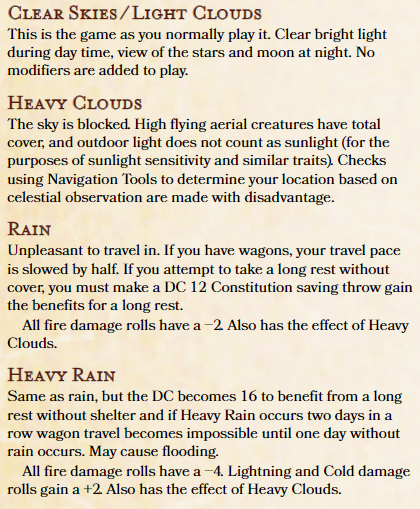 Clear Skies/Light Clouds
This is the game as you normally play it. Clear bright light
during day time, view of the stars and moon at night. No
modifiers are added to play.
Heavy Clouds
The sky is blocked. High flying aerial creatures have total
cover, and outdoor light does not count as sunlight (for the
purposes of sunlight sensitivity and similar traits). Checks
using Navigation Tools to determine your location based on
celestial observation are made with disadvantage.
Rain
Unpleasant to travel in. If you have wagons, your travel pace
is slowed by half. If you attempt to take a long rest without
cover, you must make a DC 12 Constitution saving throw gain
the benefits for a long rest.
All fire damage rolls have a −2. Also has the effect of Heavy
Clouds.
Heavy Rain
Same as rain, but the DC becomes 16 to benefit from a long
rest without shelter and if Heavy Rain occurs two days in a
row wagon travel becomes impossible until one day without
rain occurs. May cause flooding.
All fire damage rolls have a −4. Lightning and Cold damage
rolls gain a +2. Also has the effect of Heavy Clouds.